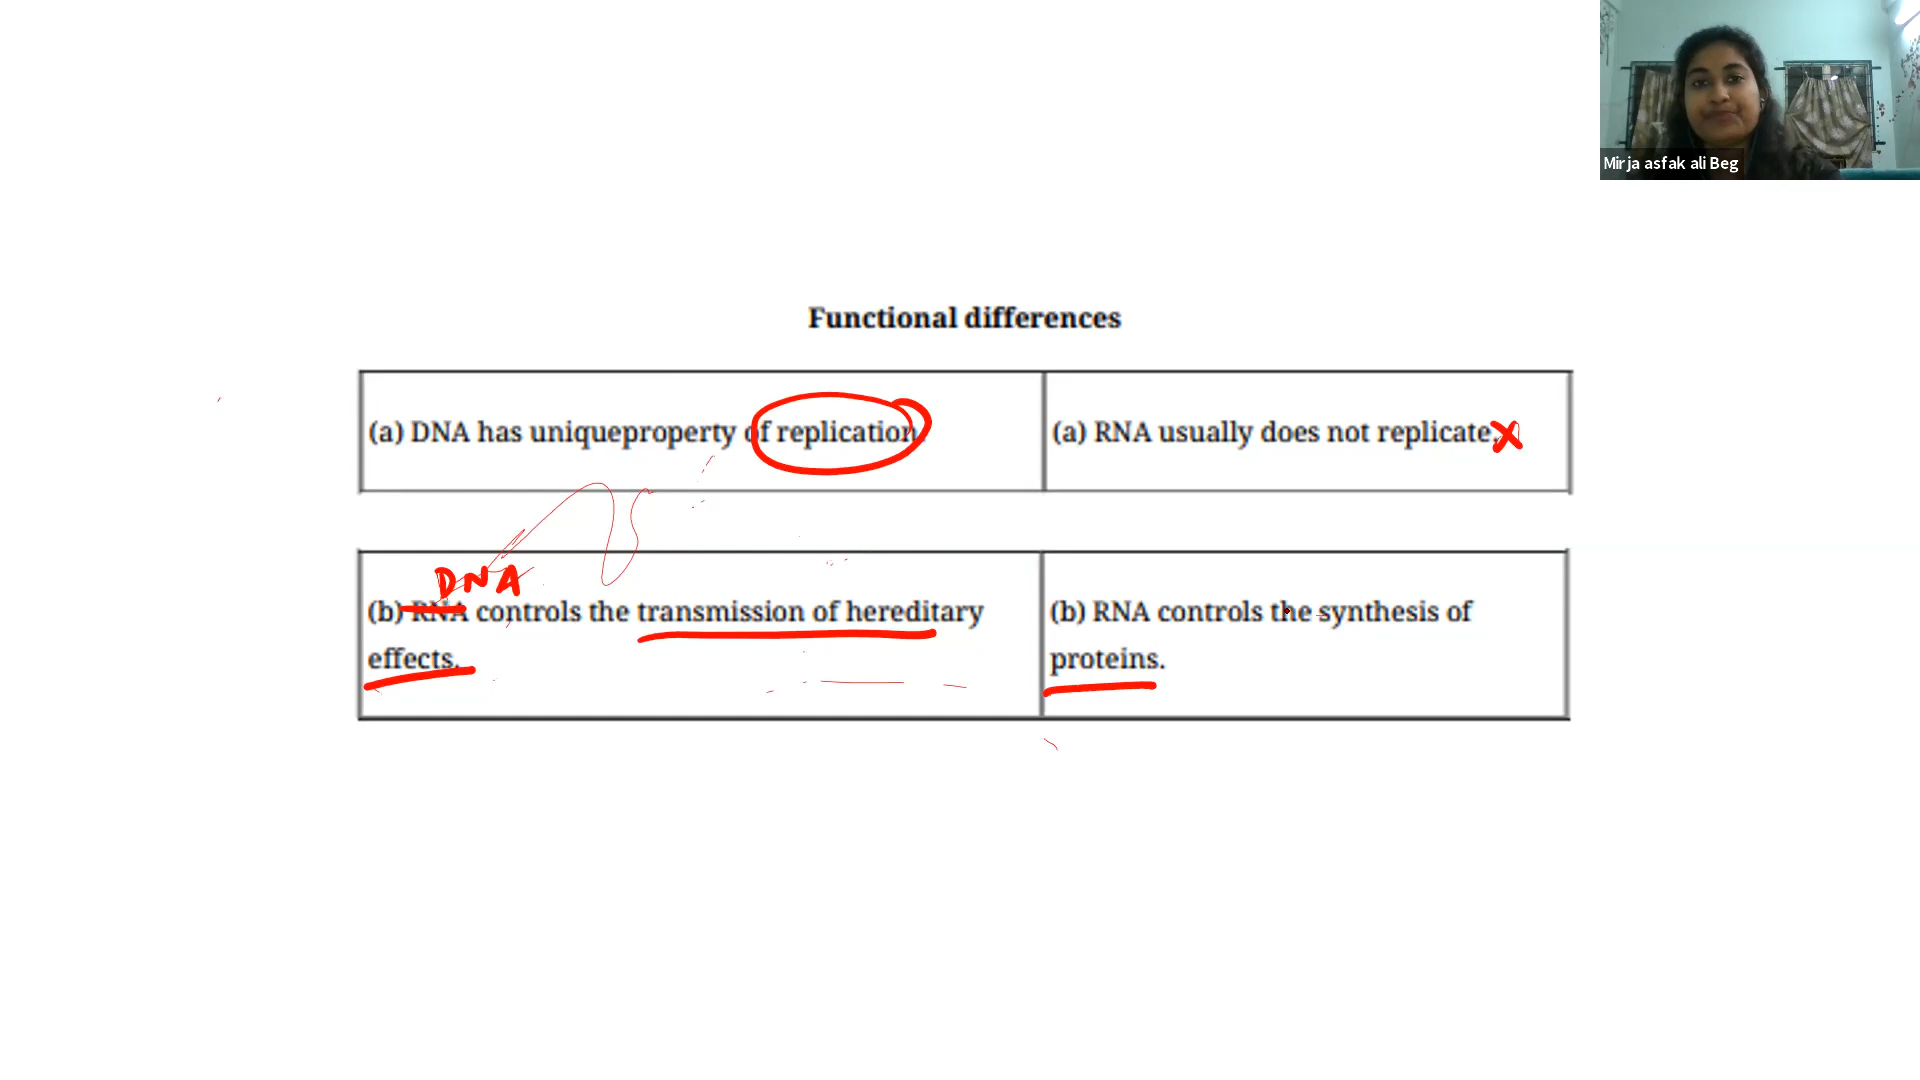 Mirja asfak ali Beg
Functional differences
(a) DNA has uniqueproperty of replication.
(a) RNA usually does not replicate.
X
DNA
(b) RNA controls the transmission of hereditary
effects.
(b) RNA controls the synthesis of
proteins.